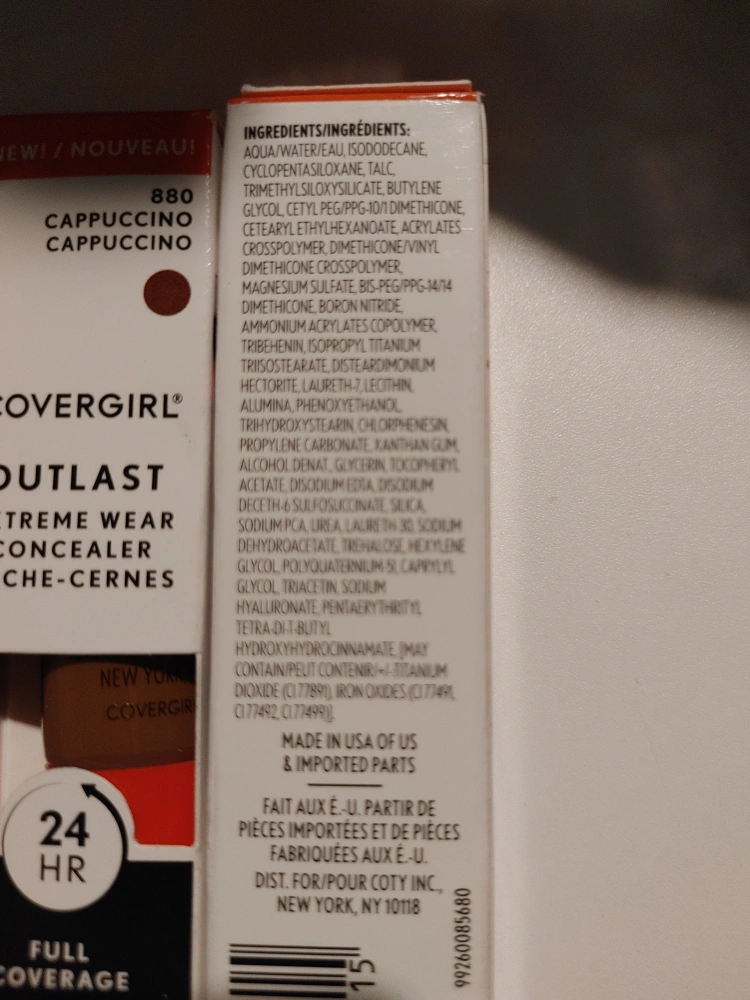 NEW! / NOUVEAU!
880
CAPPUCCINO
CAPPUCCINO
COVERGIRL®
OUTLAST
XTREME WEAR
CONCEALER
CHE-CERNES
NEW YORK
COVERGIRL
24
HR
FULL
COVERAGE
INGREDIENTS/INGRÉDIENTS:
AQUA/WATER/EAU, ISODODECANE,
CYCLOPENTASILOXANE, TALC,
TRIMETHYLSILOXYSILICATE, BUTYLENE
GLYCOL, CETYL PEG/PPG-10/1 DIMETHICONE,
CETEARYL ETHYLHEXANOATE, ACRYLATES
CROSSPOLYMER, DIMETHICONE/VINYL
DIMETHICONE CROSSPOLYMER,
MAGNESIUM SULFATE, BIS-PEG/PPG-14/14
DIMETHICONE, BORON NITRIDE,
AMMONIUM ACRYLATES COPOLYMER,
TRIBEHENIN, ISOPROPYL TITANIUM
TRIISOSTEARATE, DISTEARDIMONIUM
HECTORITE, LAURETH-7, LECITHIN,
ALUMINA, PHENOXYETHANOL,
TRIHYDROXYSTEARIN, CHLORPHENESIN,
PROPYLENE CARBONATE, XANTHAN GUM,
ALCOHOL DENAT., GLYCERIN, TOCOPHERYL
ACETATE, DISODIUM EDTA, DISODIUM
DECETH-6 SULFOSUCCINATE, SILICA,
SODIUM PCA, UREA, LAURETH-30, SODIUM
DEHYDROACETATE, TREHALOSE, HEXYLENE
GLYCOL, POLYQUATERNIUM-51, CAPRYLYL
GLYCOL, TRIACETIN, SODIUM
HYALURONATE, PENTAERYTHRITYL
TETRA-DI-T-BUTYL
HYDROXYHYDROCINNAMATE, [MAY
CONTAIN/PEUT CONTENIR/+/-TITANIUM
DIOXIDE (CI 77891), IRON OXIDES (CI 77491,
CI 77492, CI 77499)].
MADE IN USA OF US
& IMPORTED PARTS
FAIT AUX É.-U. PARTIR DE
PIÈCES IMPORTÉES ET DE PIÈCES
FABRIQUÉES AUX É.-U.
DIST. FOR/POUR COTY INC.,
NEW YORK, NY 10118
99260085680
15